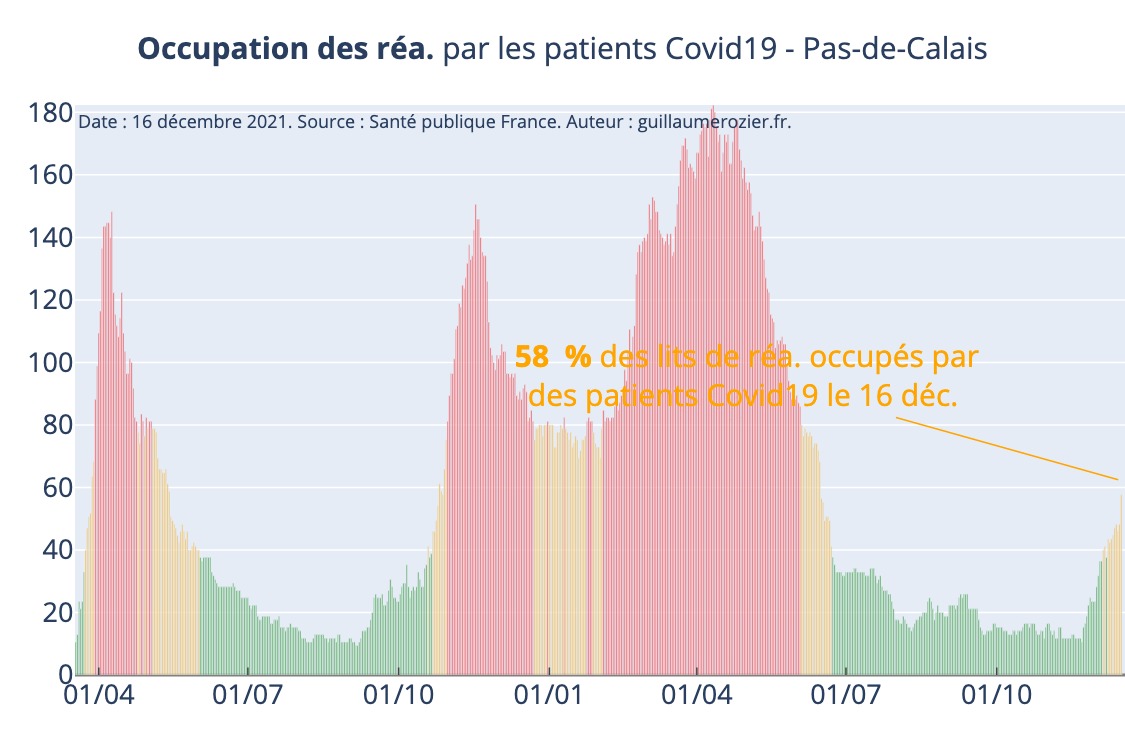 Occupation des réa. par les patients Covid19 - Pas-de-Calais
180
Date : 16 décembre 2021. Source : Santé publique France. Auteur : guillaumerozier.fr.
160
140
120
100
58 % des lits de réa. occupés par
des patients Covid19 le 16 déc.
80
60
40
20
0
01/04 01/07 01/10 01/01 01/04 01/07 01/10